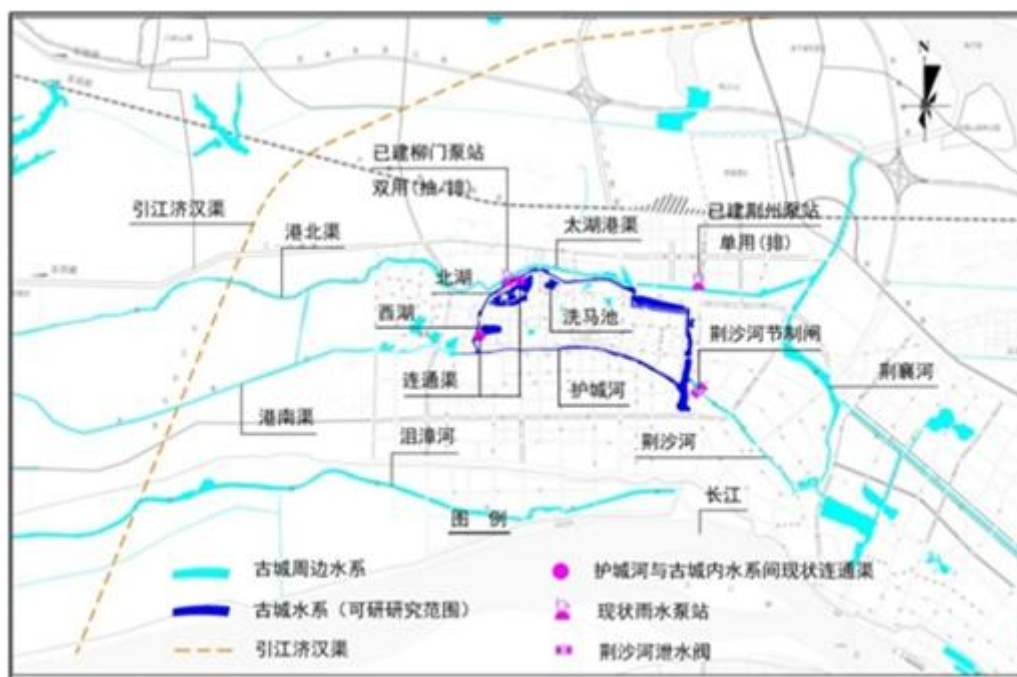 N
已建柳门泵站
双用(抽/排)
引江济汉渠
港北渠
太湖港渠
已建荆州泵站
单用(排)
北湖
西湖
洗马池
荆沙河节制闸
连通渠
护城河
荆襄河
港南渠
沮漳河
荆沙河
长江
图 例
古城周边水系
护城河与古城内水系间现状连通渠
古城水系（可研研究范围）
现状雨水泵站
引江济汉渠
荆沙河泄水阀